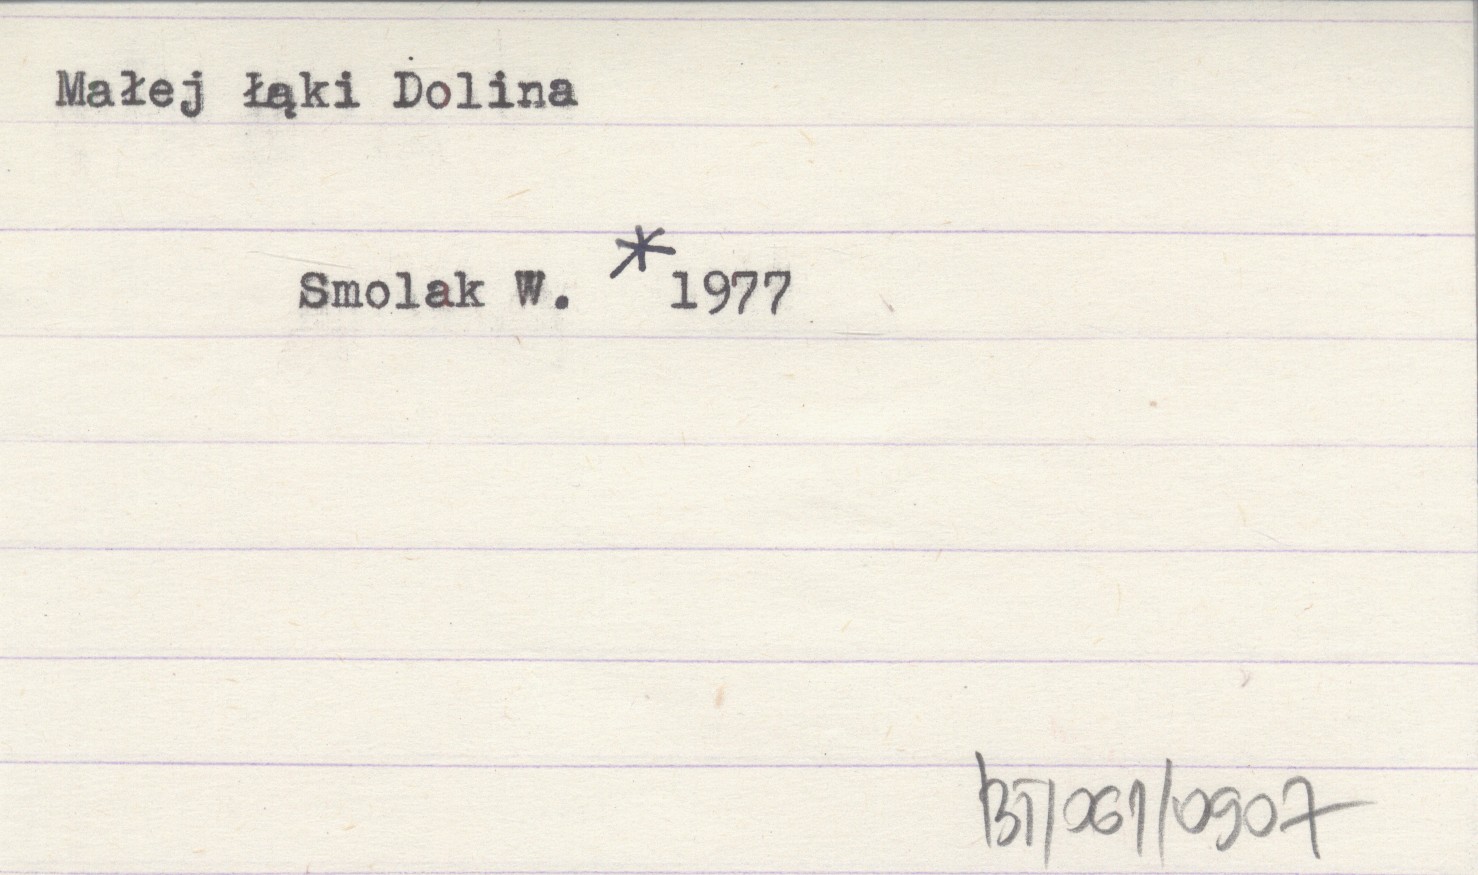 Małej łąki Dolina
Smolak W. * 1977
BT/061/0907